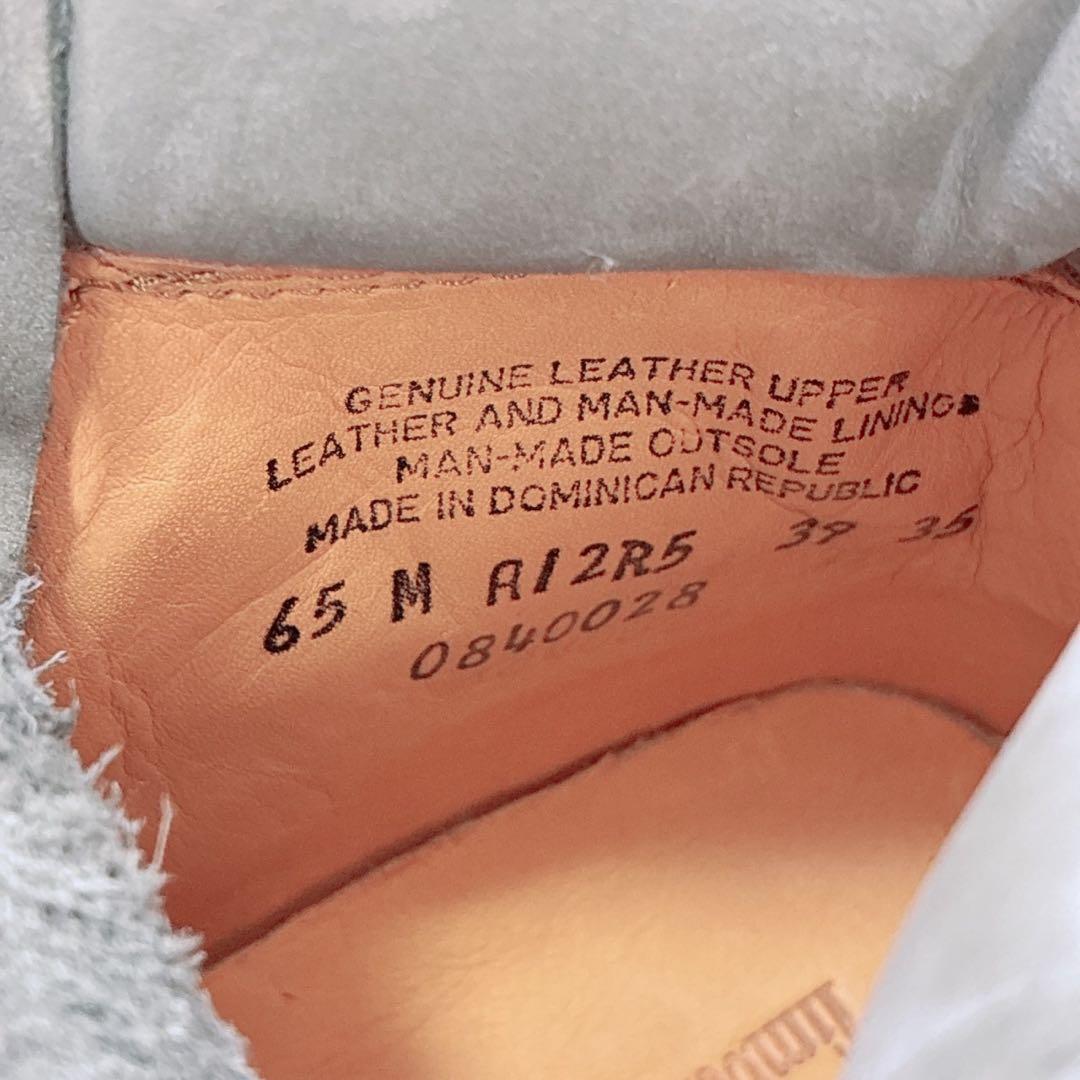 GENUINE LEATHER UPPER
LEATHER AND MAN-MADE LINING
MAN-MADE OUTSOLE
MADE IN DOMINICAN REPUBLIC
65 M A12R5 39 35
0840028